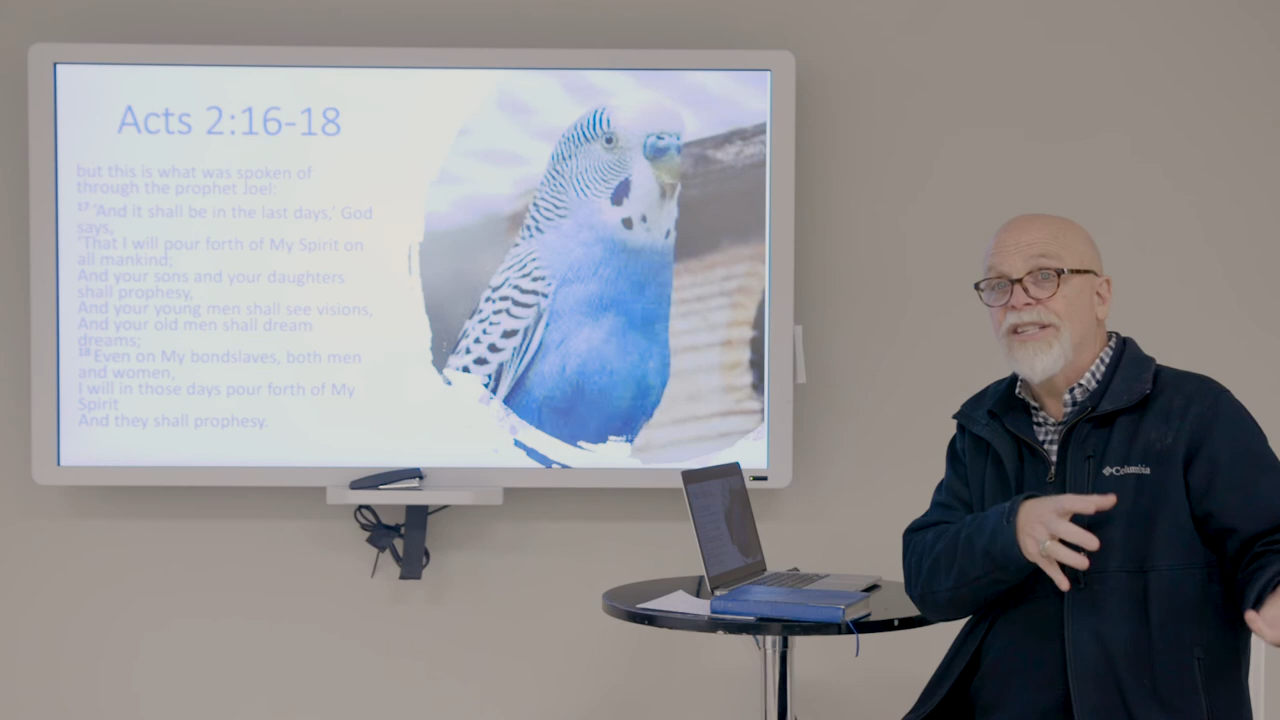 Acts 2:16-18
but this is what was spoken of
through the prophet Joel:
17 'And it shall be in the last days,' God
says,
'That I will pour forth of My Spirit on
all mankind;
And your sons and your daughters
shall prophesy,
And your young men shall see visions,
And your old men shall dream
dreams;
18 Even on My bondslaves, both men
and women,
I will in those days pour forth of My
Spirit
And they shall prophesy.
Columbia